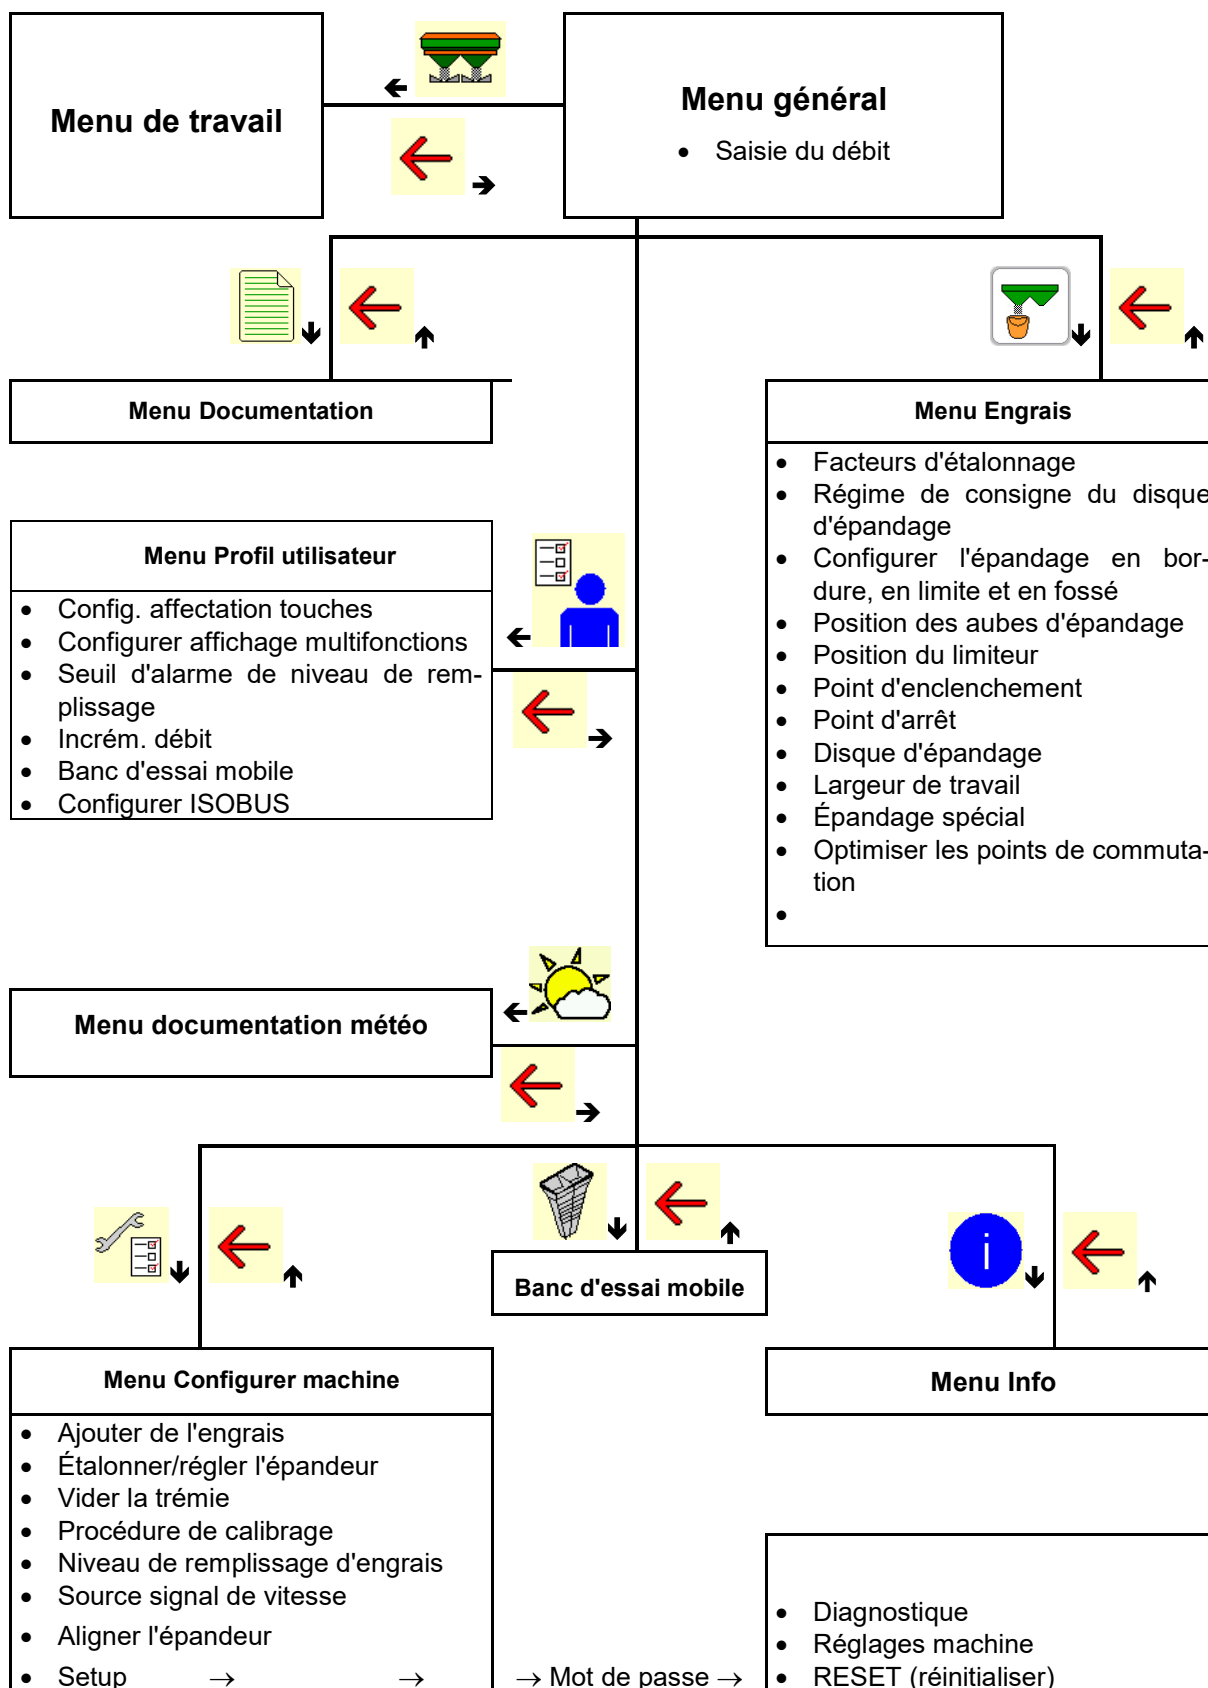 Menu de travail
Menu général
• Saisie du débit
Menu Documentation
Menu Engrais
• Facteurs d'étalonnage
• Régime de consigne du disque
d'épandage
• Configurer l'épandage en bor-
dure, en limite et en fossé
• Position des aubes d'épandage
• Position du limiteur
• Point d'enclenchement
• Point d'arrêt
• Disque d'épandage
• Largeur de travail
• Épandage spécial
• Optimiser les points de commuta-
tion
•
Menu Profil utilisateur
• Config. affectation touches
• Configurer affichage multifonctions
• Seuil d'alarme de niveau de rem-
plissage
• Incrém. débit
• Banc d'essai mobile
• Configurer ISOBUS
Menu documentation météo
i
Banc d'essai mobile
Menu Configurer machine
• Ajouter de l'engrais
• Étalonner/régler l'épandeur
• Vider la trémie
• Procédure de calibrage
• Niveau de remplissage d'engrais
• Source signal de vitesse
• Aligner l'épandeur
• Setup → → → Mot de passe →
Menu Info
• Diagnostique
• Réglages machine
• RESET (réinitialiser)